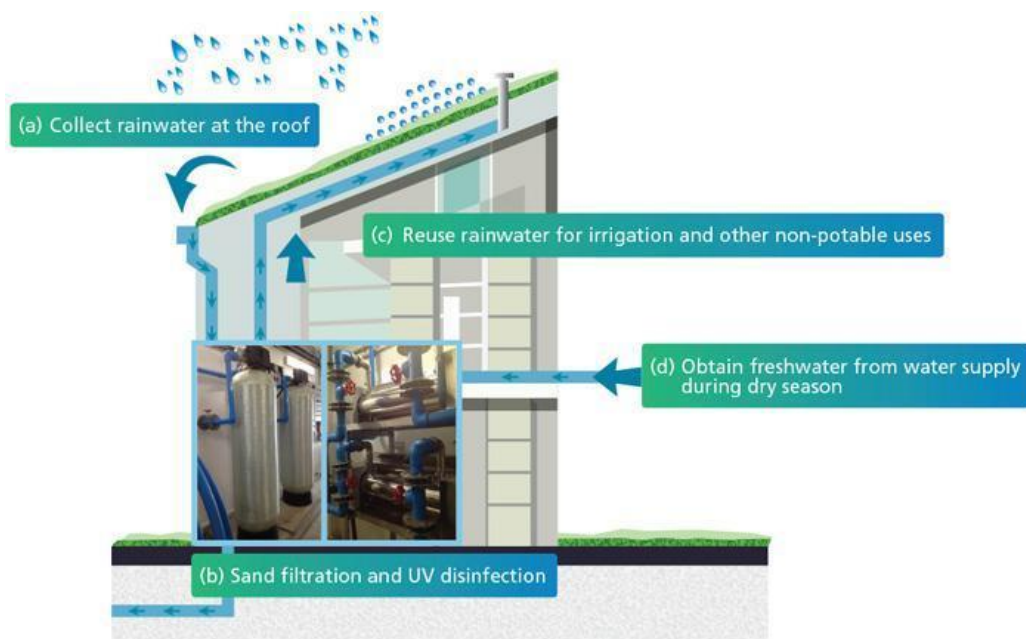 (a) Collect rainwater at the roof
(c) Reuse rainwater for irrigation and other non-potable uses
(d) Obtain freshwater from water supply
during dry season
(b) Sand filtration and UV disinfection